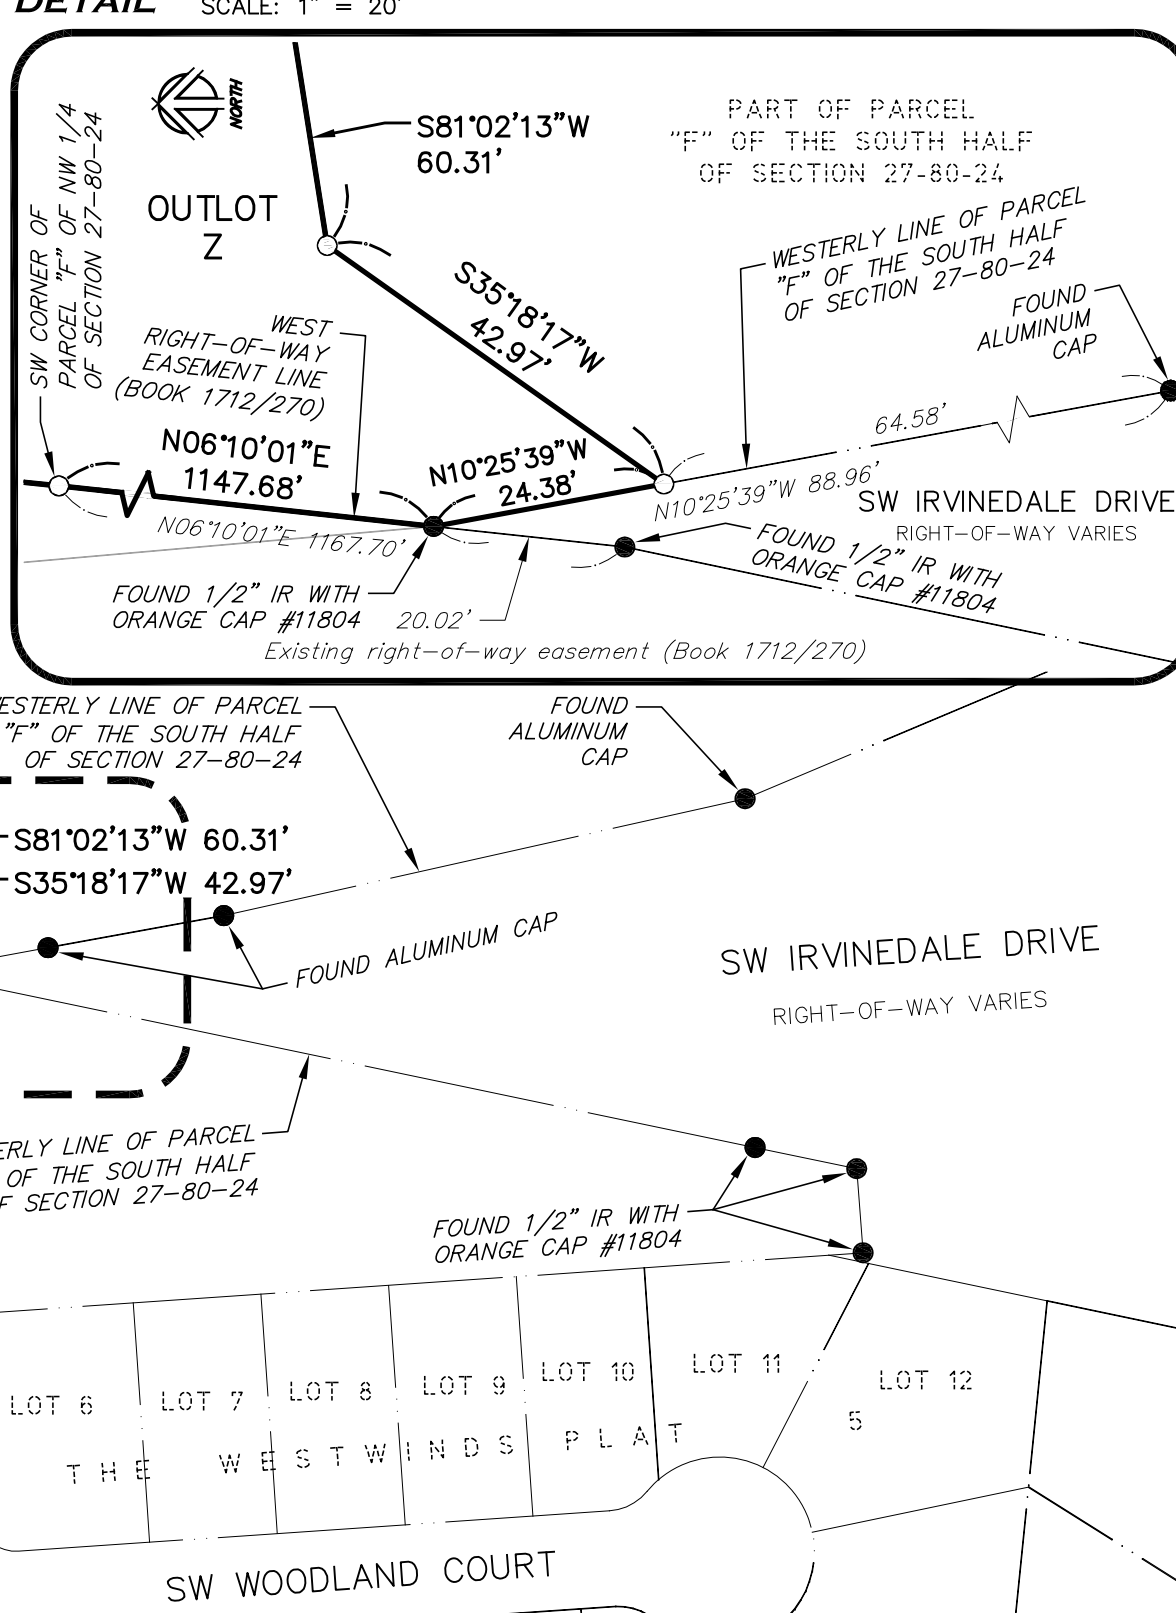 DETAIL SCALE: 1" = 20'
NORTH
S81°02'13"W
60.31'
PART OF PARCEL
"F" OF THE SOUTH HALF
OF SECTION 27-80-24
SW CORNER OF
PARCEL "F" OF NW 1/4
OF SECTION 27-80-24
OUTLOT
Z
WESTERLY LINE OF PARCEL
"F" OF THE SOUTH HALF
OF SECTION 27-80-24
S35°18'17"W
42.97'
FOUND
ALUMINUM
CAP
WEST
RIGHT-OF-WAY
EASEMENT LINE
(BOOK 1712/270)
64.58'
N06°10'01"E
1147.68'
N10°25'39"W
24.38'
N10°25'39"W 88.96'
SW IRVINEDALE DRIVE
RIGHT-OF-WAY VARIES
N06°10'01"E 1167.70'
FOUND 1/2" IR WITH
ORANGE CAP #11804
FOUND 1/2" IR WITH
ORANGE CAP #11804
20.02'
Existing right-of-way easement (Book 1712/270)
WESTERLY LINE OF PARCEL
"F" OF THE SOUTH HALF
OF SECTION 27-80-24
FOUND
ALUMINUM
CAP
S81°02'13"W 60.31'
S35°18'17"W 42.97'
FOUND ALUMINUM CAP
SW IRVINEDALE DRIVE
RIGHT-OF-WAY VARIES
ERLY LINE OF PARCEL
OF THE SOUTH HALF
OF SECTION 27-80-24
FOUND 1/2" IR WITH
ORANGE CAP #11804
LOT 6
LOT 7
LOT 8
LOT 9
LOT 10
LOT 11
LOT 12
THE WESTWINDS PLAT 5
SW WOODLAND COURT